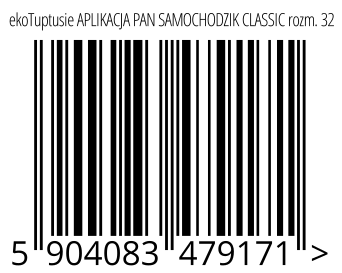 ekoTuptusie APLIKACJA PAN SAMOCHODZIK CLASSIC rozm. 32
5 904083 479171 >